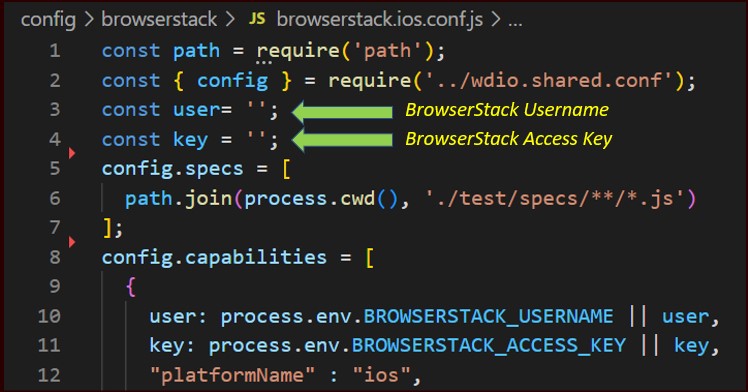 config > browserstack > JS browserstack.ios.conf.js > ...
1 const path = require('path');
2 const { config } = require('../wdio.shared.conf');
3 const user= ''; BrowserStack Username
4 const key = ''; BrowserStack Access Key
5 config.specs = [
6 path.join(process.cwd(), './test/specs/**/*.js')
7 ];
8 config.capabilities = [
9 {
10 user: process.env.BROWSERSTACK_USERNAME || user,
11 key: process.env.BROWSERSTACK_ACCESS_KEY || key,
12 "platformName" : "ios",